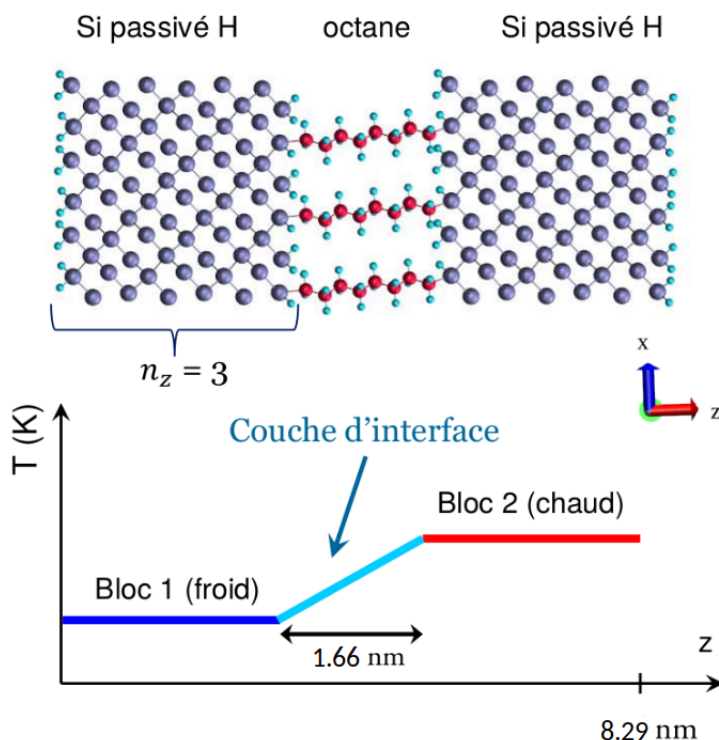 Si passivé H octane Si passivé H
n_z = 3
x
z
T (K)
Couche d'interface
Bloc 2 (chaud)
Bloc 1 (froid)
1.66 nm
z
8.29 nm